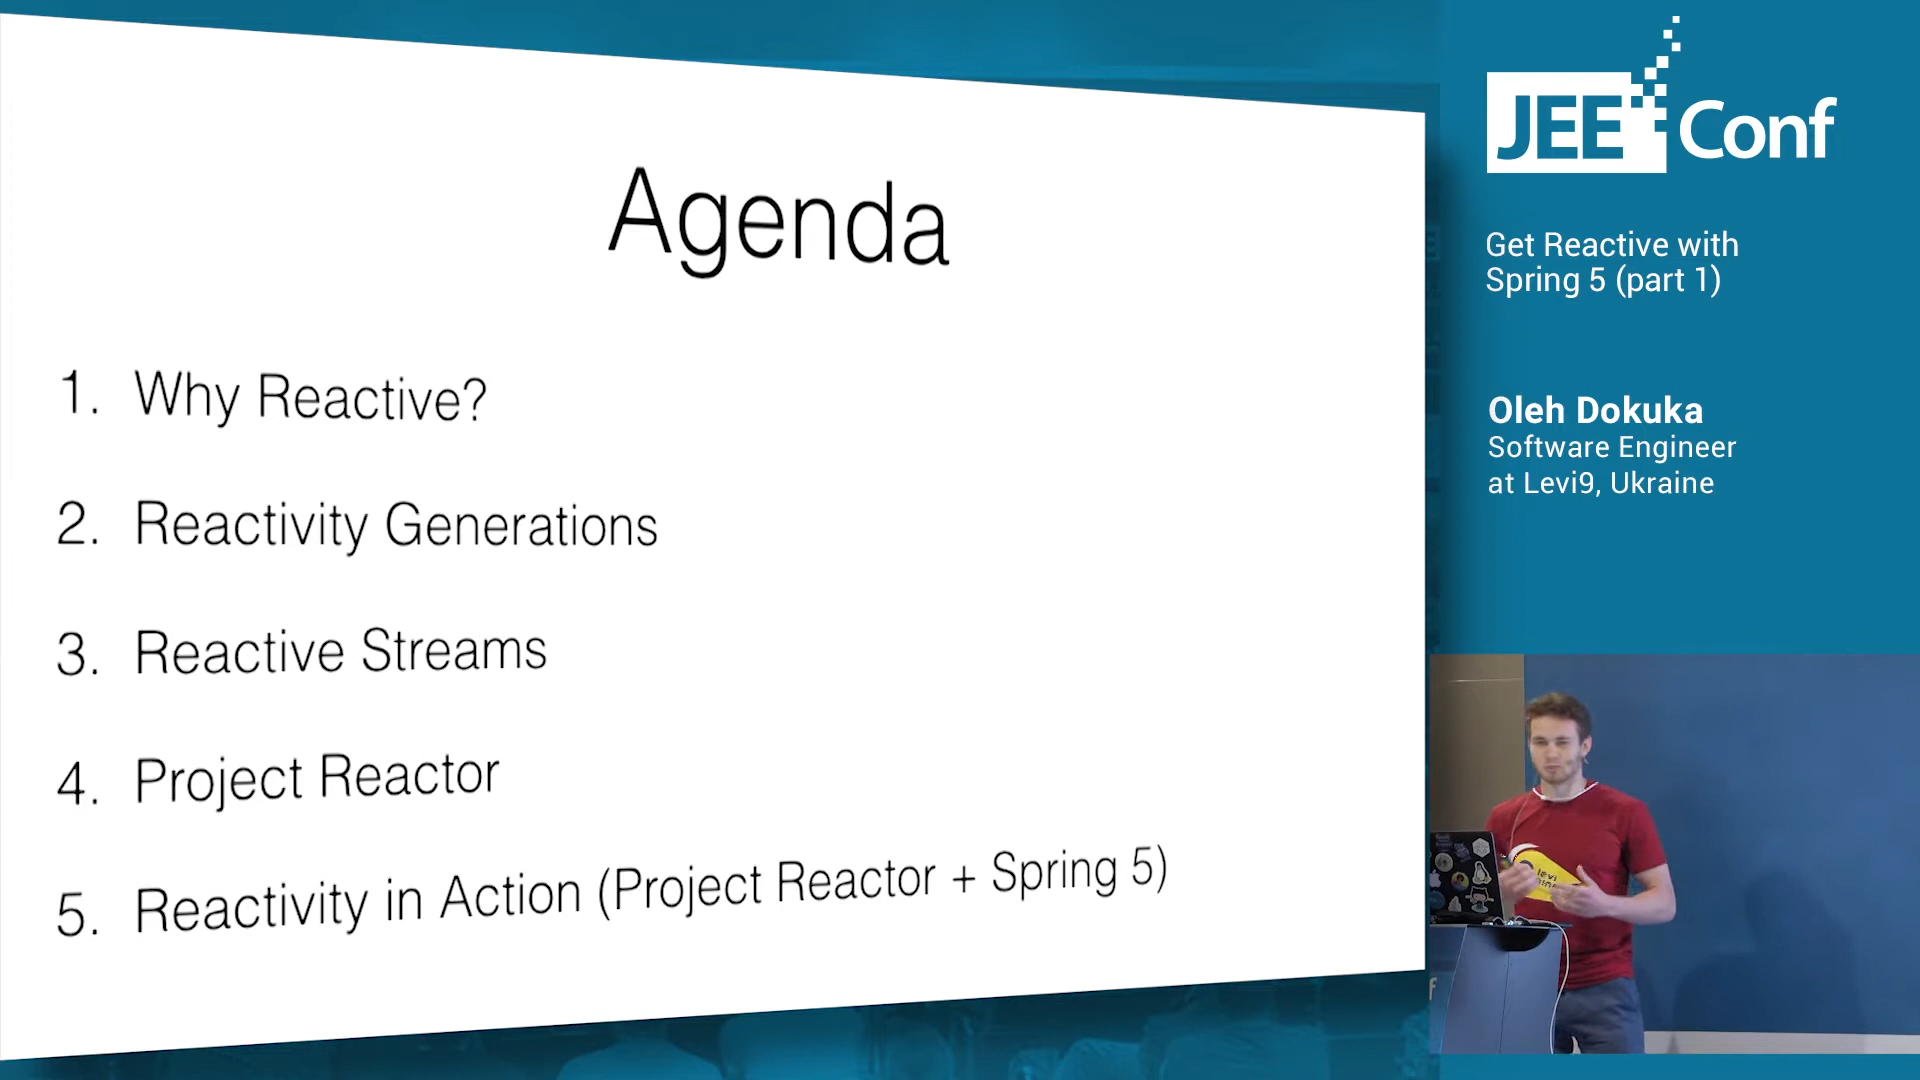 Agenda
1. Why Reactive?
2. Reactivity Generations
3. Reactive Streams
4. Project Reactor
5. Reactivity in Action (Project Reactor + Spring 5)
JEE Conf
Get Reactive with
Spring 5 (part 1)
Oleh Dokuka
Software Engineer
at Levi9, Ukraine